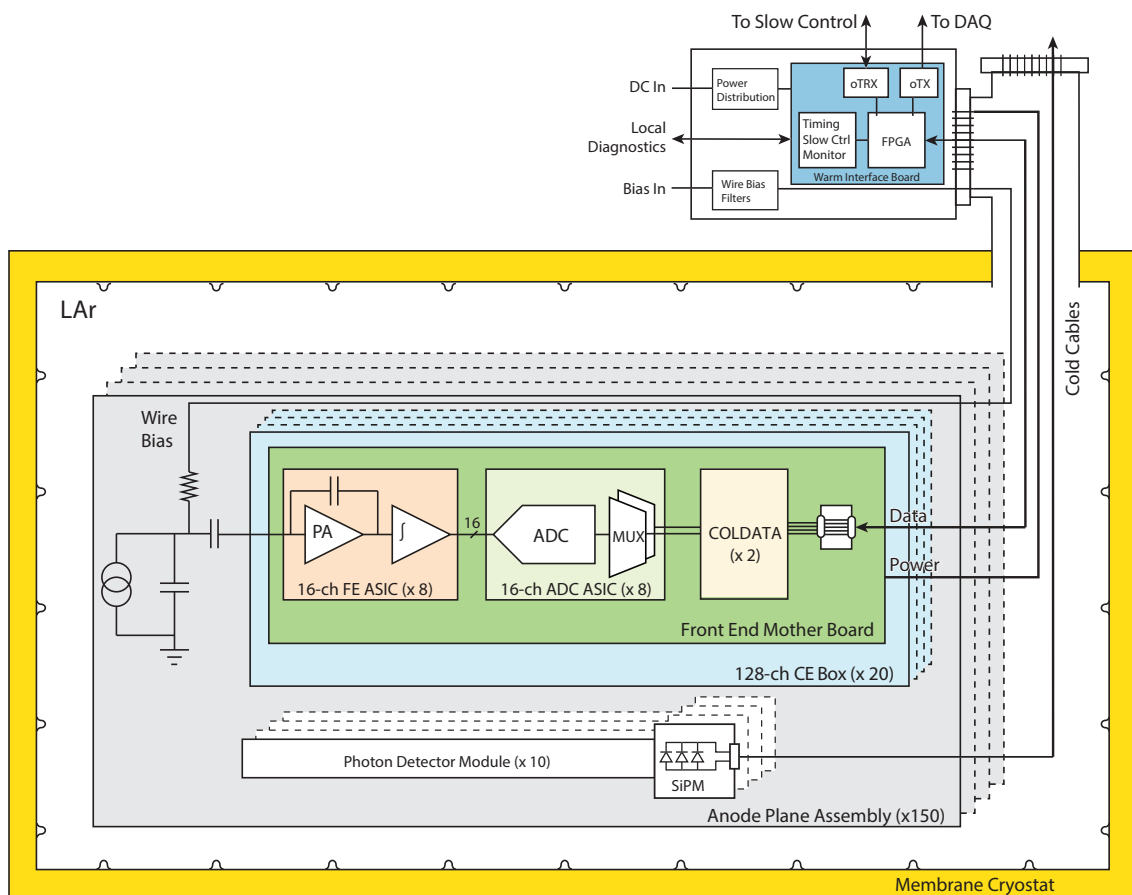 To Slow Control
To DAQ
DC In
Power
Distribution
oTRX
oTX
Local
Diagnostics
Timing
Slow Ctrl
Monitor
FPGA
Warm Interface Board
Bias In
Wire Bias
Filters
LAr
Cold Cables
Wire
Bias
PA
∫
16
ADC
MUX
COLDATA
(x 2)
Data
Power
16-ch FE ASIC (x 8)
16-ch ADC ASIC (x 8)
Front End Mother Board
128-ch CE Box (x 20)
Photon Detector Module (x 10)
SiPM
Anode Plane Assembly (x150)
Membrane Cryostat